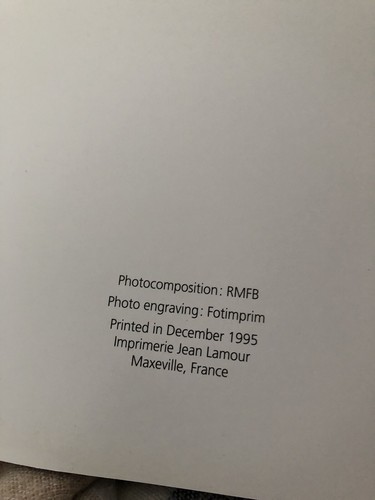 Photocomposition: RMFB
Photo engraving: Fotimprim
Printed in December 1995
Imprimerie Jean Lamour
Maxeville, France